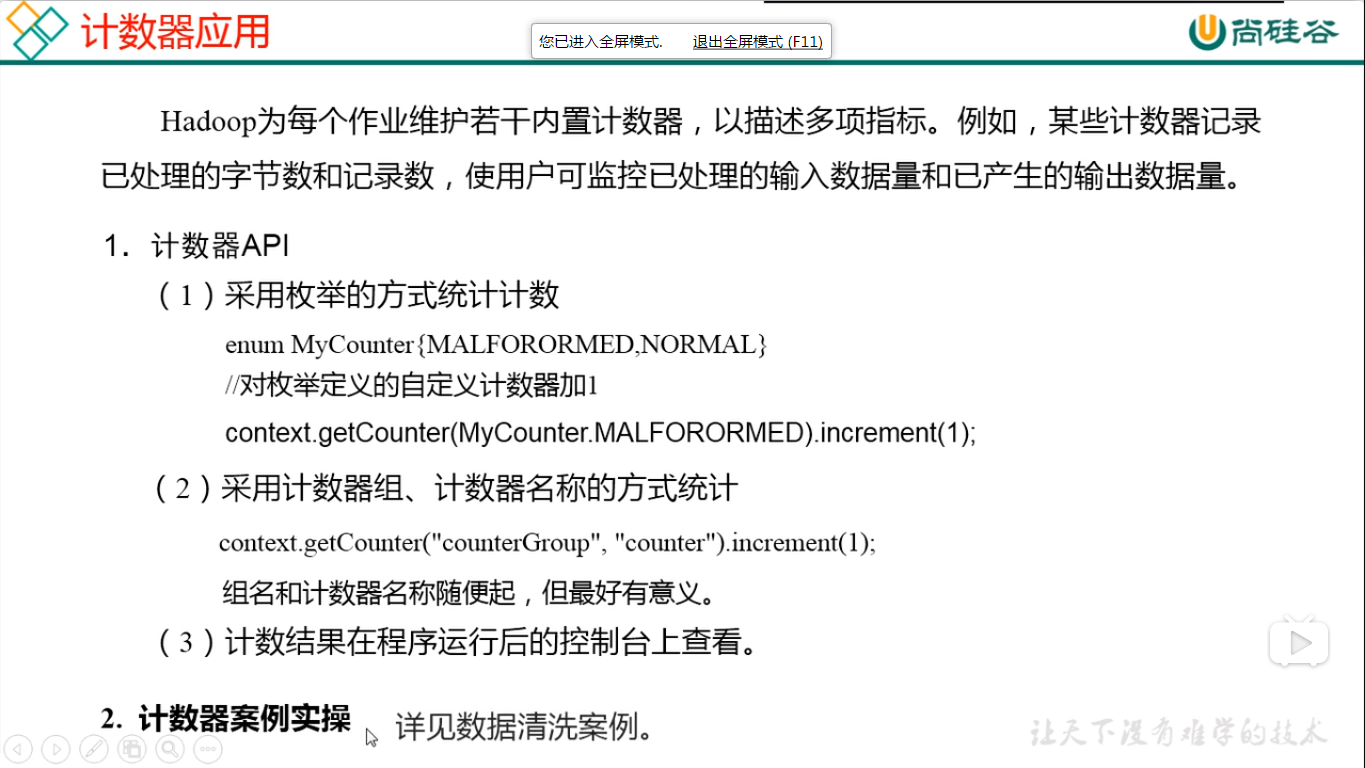 计数器应用
您已进入全屏模式. 退出全屏模式 (F11)
尚硅谷
Hadoop为每个作业维护若干内置计数器，以描述多项指标。例如，某些计数器记录
已处理的字节数和记录数，使用户可监控已处理的输入数据量和已产生的输出数据量。
1．计数器API
（1）采用枚举的方式统计计数
enum MyCounter{MALFORORMED,NORMAL}
//对枚举定义的自定义计数器加1
context.getCounter(MyCounter.MALFORORMED).increment(1);
（2）采用计数器组、计数器名称的方式统计
context.getCounter("counterGroup", "counter").increment(1);
组名和计数器名称随便起，但最好有意义。
（3）计数结果在程序运行后的控制台上查看。
2. 计数器案例实操 详见数据清洗案例。
让天下没有难学的技术